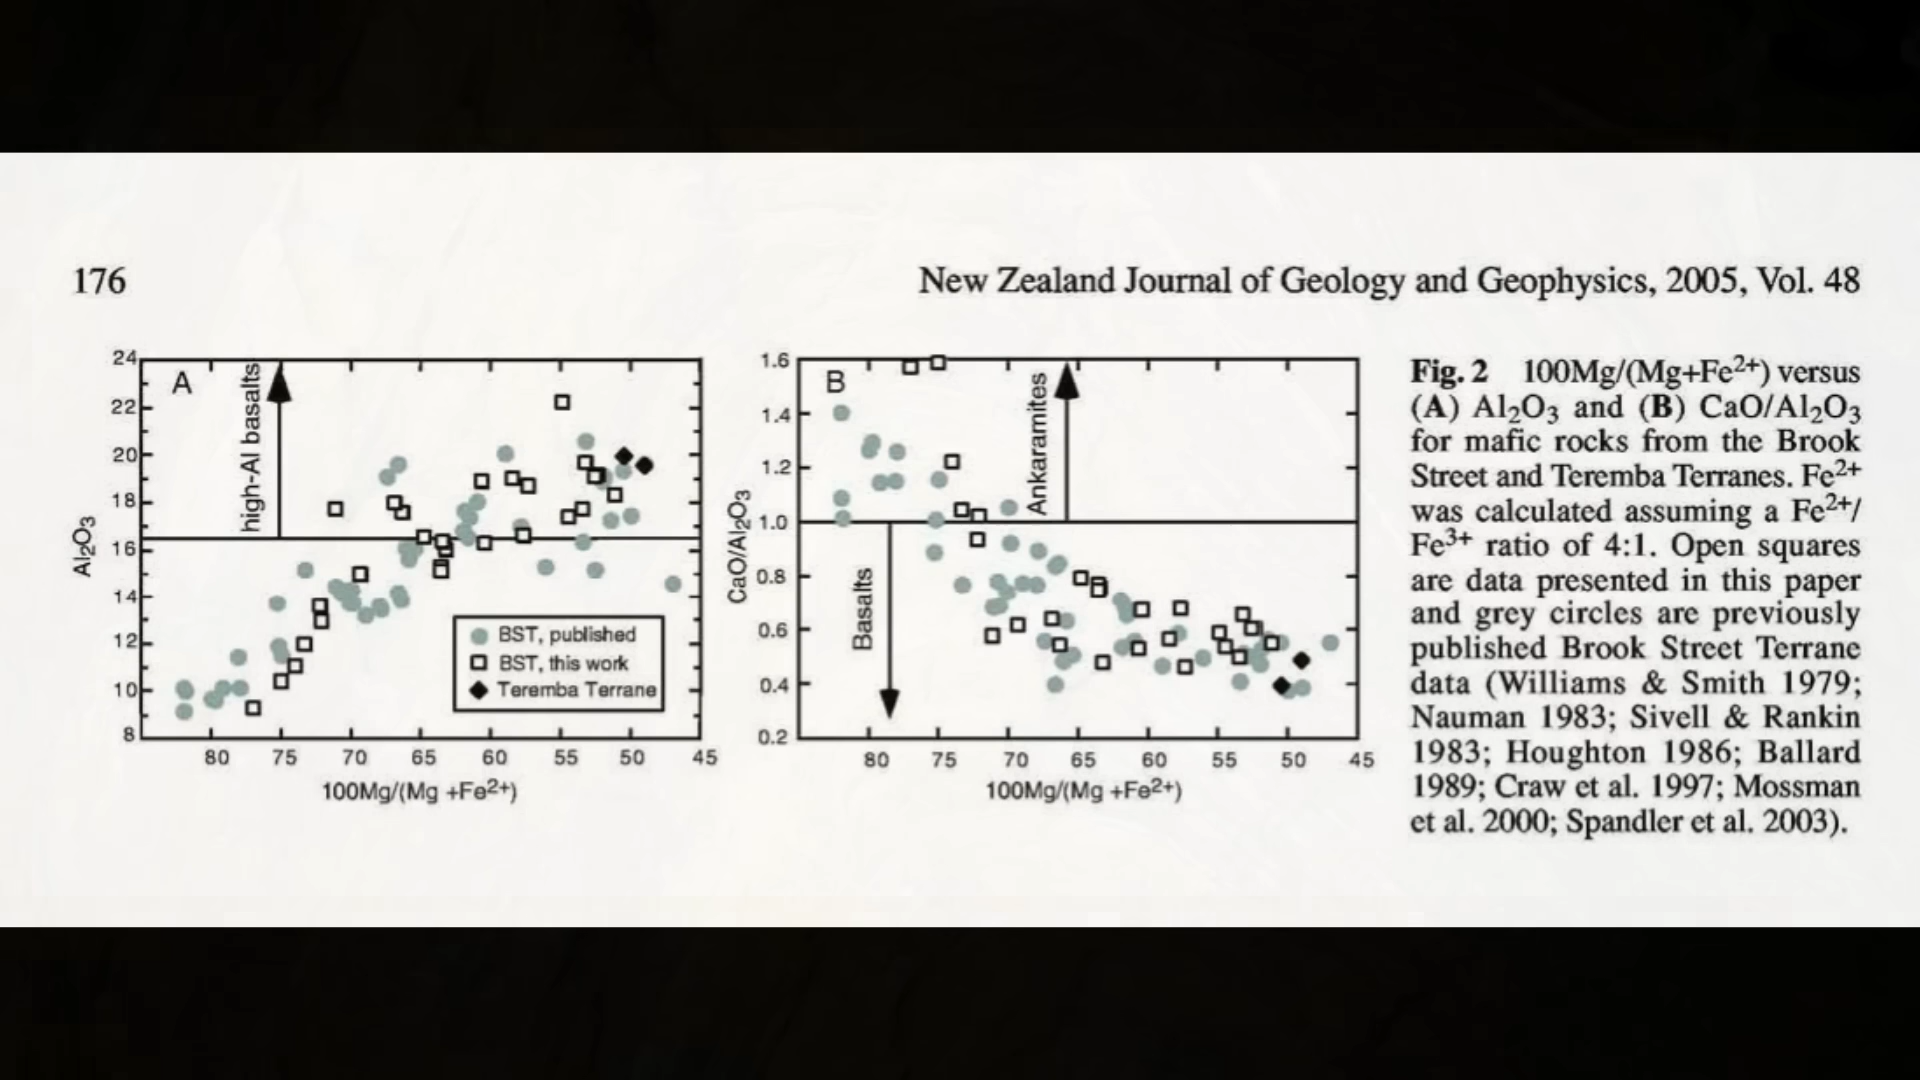 176
New Zealand Journal of Geology and Geophysics, 2005, Vol. 48
A
high-Al basalts
Al₂O₃
24
22
20
18
16
14
12
10
8
BST, published
BST, this work
Teremba Terrane
80 75 70 65 60 55 50 45
100Mg/(Mg +Fe²⁺)
B
Ankaramites
Basalts
CaO/Al₂O₃
1.6
1.4
1.2
1.0
0.8
0.6
0.4
0.2
80 75 70 65 60 55 50 45
100Mg/(Mg +Fe²⁺)
Fig. 2 100Mg/(Mg+Fe²⁺) versus
(A) Al₂O₃ and (B) CaO/Al₂O₃
for mafic rocks from the Brook
Street and Teremba Terranes. Fe²⁺
was calculated assuming a Fe²⁺/
Fe³⁺ ratio of 4:1. Open squares
are data presented in this paper
and grey circles are previously
published Brook Street Terrane
data (Williams & Smith 1979;
Nauman 1983; Sivell & Rankin
1983; Houghton 1986; Ballard
1989; Craw et al. 1997; Mossman
et al. 2000; Spandler et al. 2003).